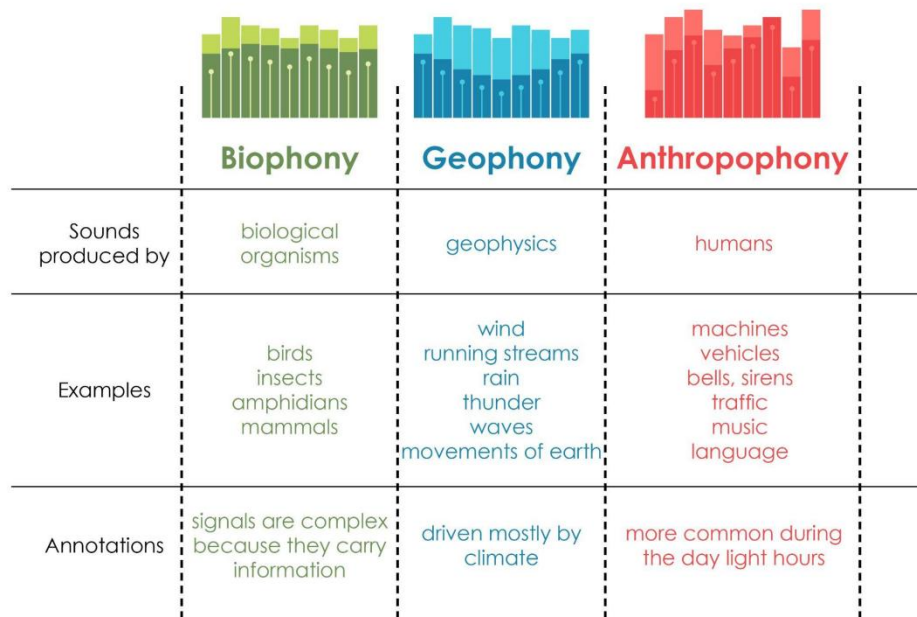 Biophony
Geophony
Anthropophony
Sounds
produced by
biological
organisms
geophysics
humans
Examples
birds
insects
amphidians
mammals
wind
running streams
rain
thunder
waves
movements of earth
machines
vehicles
bells, sirens
traffic
music
language
Annotations
signals are complex
because they carry
information
driven mostly by
climate
more common during
the day light hours